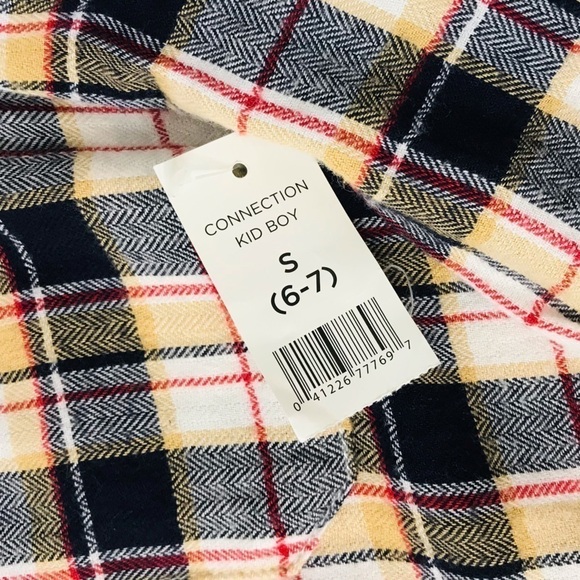 CONNECTION
KID BOY
S
(6-7)
0 41226 77769 7